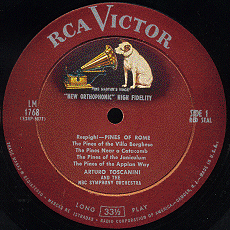 RCA VICTOR
"HIS MASTER'S VOICE"
"NEW ORTHOPHONIC" HIGH FIDELITY
LM
1768
SIDE 1
RED SEAL
Respighi—PINES OF ROME
The Pines of the Villa Borghese
The Pines Near a Catacomb
The Pines of the Janiculum
The Pines of the Appian Way
ARTURO TOSCANINI
AND THE
NBC SYMPHONY ORCHESTRA
LONG 33⅓ PLAY